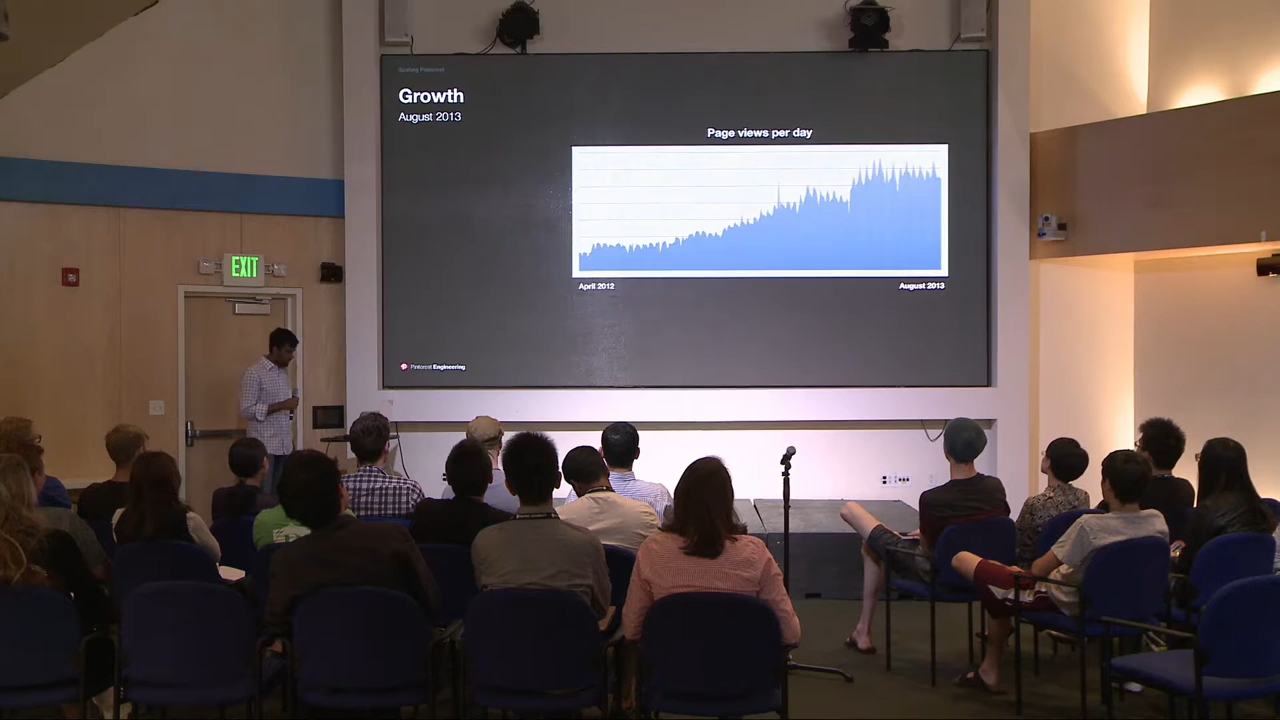 Scaling Pinterest
Growth
August 2013
Page views per day
April 2012
August 2013
Pinterest Engineering
EXIT